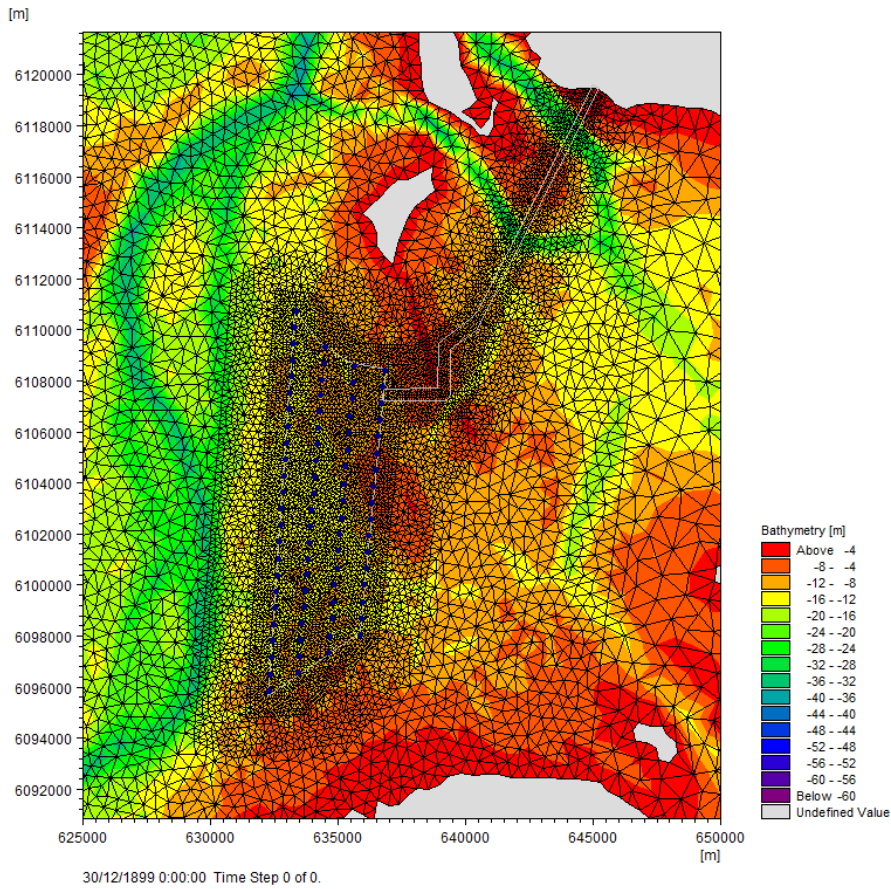 [m]
6120000
6118000
6116000
6114000
6112000
6110000
6108000
6106000
6104000
6102000
6100000
6098000
6096000
6094000
6092000
625000 630000 635000 640000 645000 650000
[m]
Bathymetry [m]
Above -4
-8 - -4
-12 - -8
-16 - -12
-20 - -16
-24 - -20
-28 - -24
-32 - -28
-36 - -32
-40 - -36
-44 - -40
-48 - -44
-52 - -48
-56 - -52
-60 - -56
Below -60
Undefined Value
30/12/1899 0:00:00 Time Step 0 of 0.